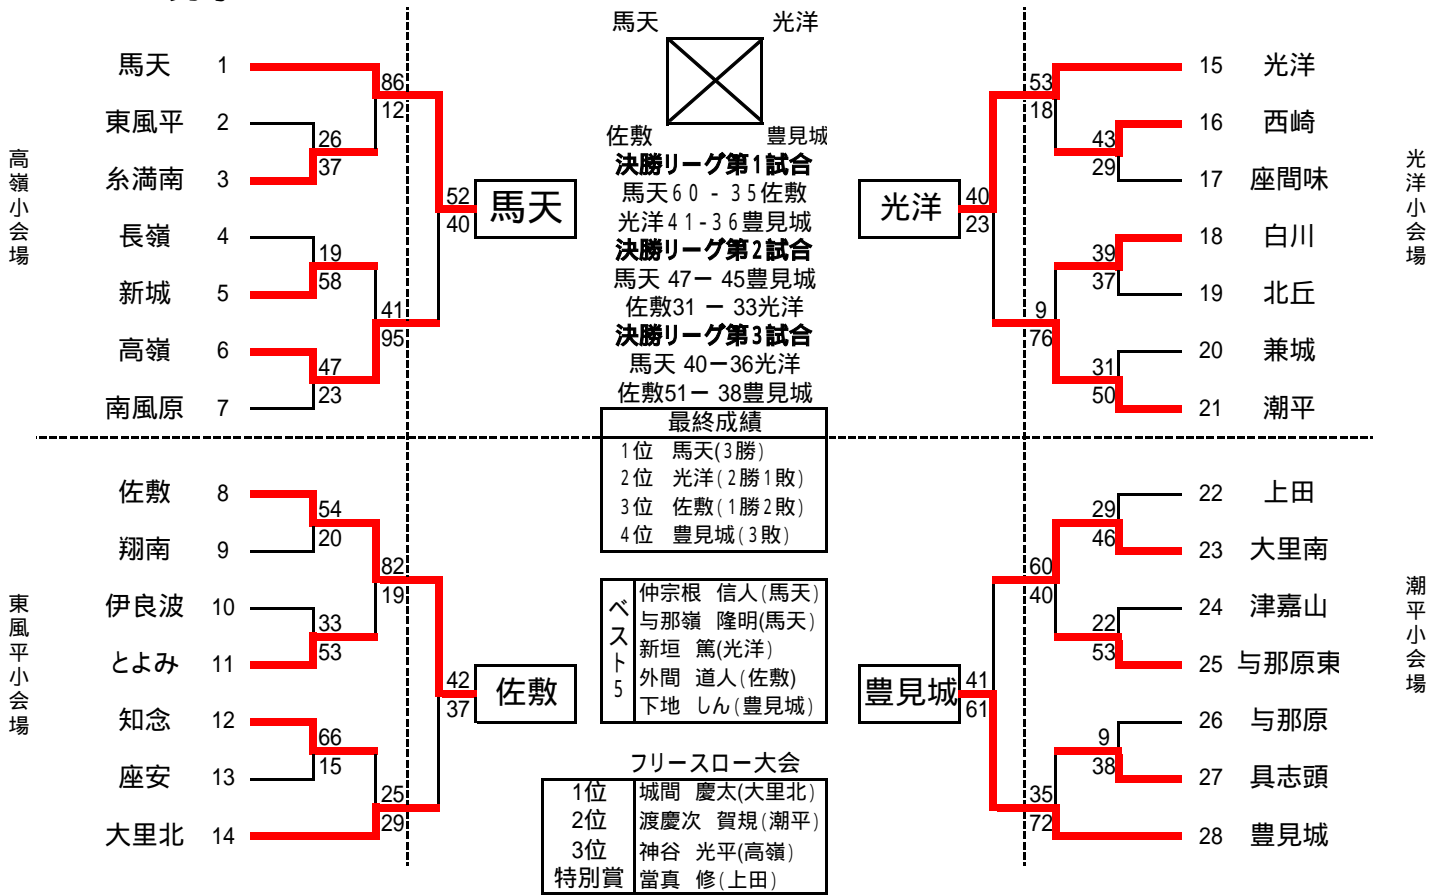 馬天 1
東風平 2
糸満南 3
長嶺 4
新城 5
高嶺 6
南風原 7
86
12
26
37
19
58
41
95
47
23
52
40
馬天
高嶺小会場
佐敷 8
翔南 9
伊良波 10
とよみ 11
知念 12
座安 13
大里北 14
54
20
82
19
33
53
66
15
25
29
42
37
佐敷
東風平小会場
馬天 光洋
佐敷 豊見城
決勝リーグ第1試合
馬天60 - 35佐敷
光洋41-36豊見城
決勝リーグ第2試合
馬天 47ー 45豊見城
佐敷31 ー 33光洋
決勝リーグ第3試合
馬天 40ー36光洋
佐敷51ー 38豊見城
最終成績
1位 馬天(3勝)
2位 光洋(2勝1敗)
3位 佐敷(1勝2敗)
4位 豊見城(3敗)
ベスト5
仲宗根 信人(馬天)
与那嶺 隆明(馬天)
新垣 篤(光洋)
外間 道人(佐敷)
下地 しん(豊見城)
フリースロー大会
1位 城間 慶太(大里北)
2位 渡慶次 賀規(潮平)
3位 神谷 光平(高嶺)
特別賞 當真 修(上田)
15 光洋
16 西崎
17 座間味
18 白川
19 北丘
20 兼城
21 潮平
53
18
43
29
39
37
9
76
31
50
40
23
光洋
光洋小会場
22 上田
23 大里南
24 津嘉山
25 与那原東
26 与那原
27 具志頭
28 豊見城
29
46
60
40
22
53
9
38
35
72
41
61
豊見城
潮平小会場